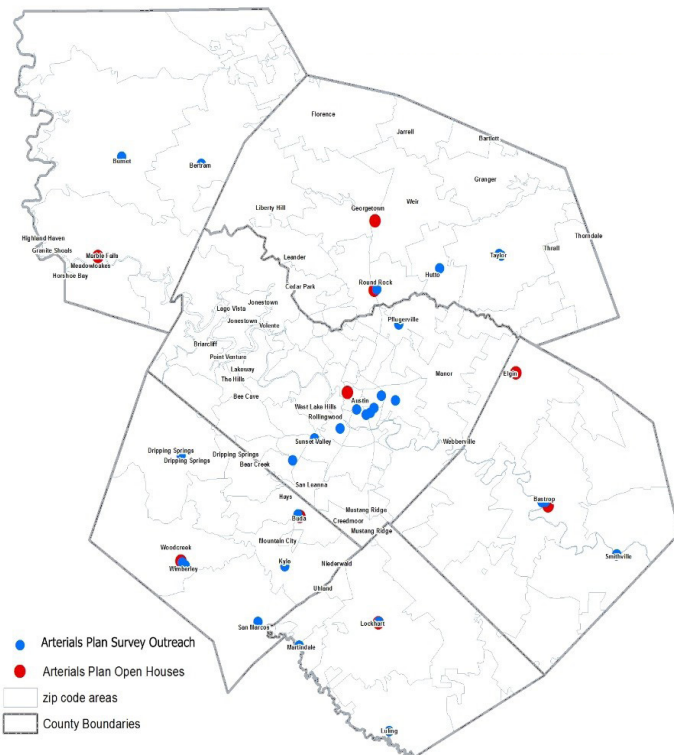 Florence
Jarrell
Bartlett
Burnet
Bertram
Granger
Liberty Hill
Georgetown
Weir
Highland Haven
Granite Shoals
Marble Falls
Meadowlakes
Horshoe Bay
Leander
Taylor
Thrall
Thorndale
Hutto
Cedar Park
Round Rock
Jonestown
Lago Vista
Jonestown
Volente
Pflugerville
Briarcliff
Point Venture
Lakeway
The Hills
Manor
Elgin
Bee Cave
West Lake Hills
Austin
Rollingwood
Sunset Valley
Webberville
Dripping Springs
Dripping Springs
Dripping Springs
Bear Creek
San Leanna
Hays
Bastrop
Mustang Ridge
Buda
Creedmoor
Mustang Ridge
Mountain City
Woodcreek
Wimberley
Kyle
Niederwald
Smithville
Uhland
San Marcos
Lockhart
Martindale
Luling
Arterials Plan Survey Outreach
Arterials Plan Open Houses
zip code areas
County Boundaries